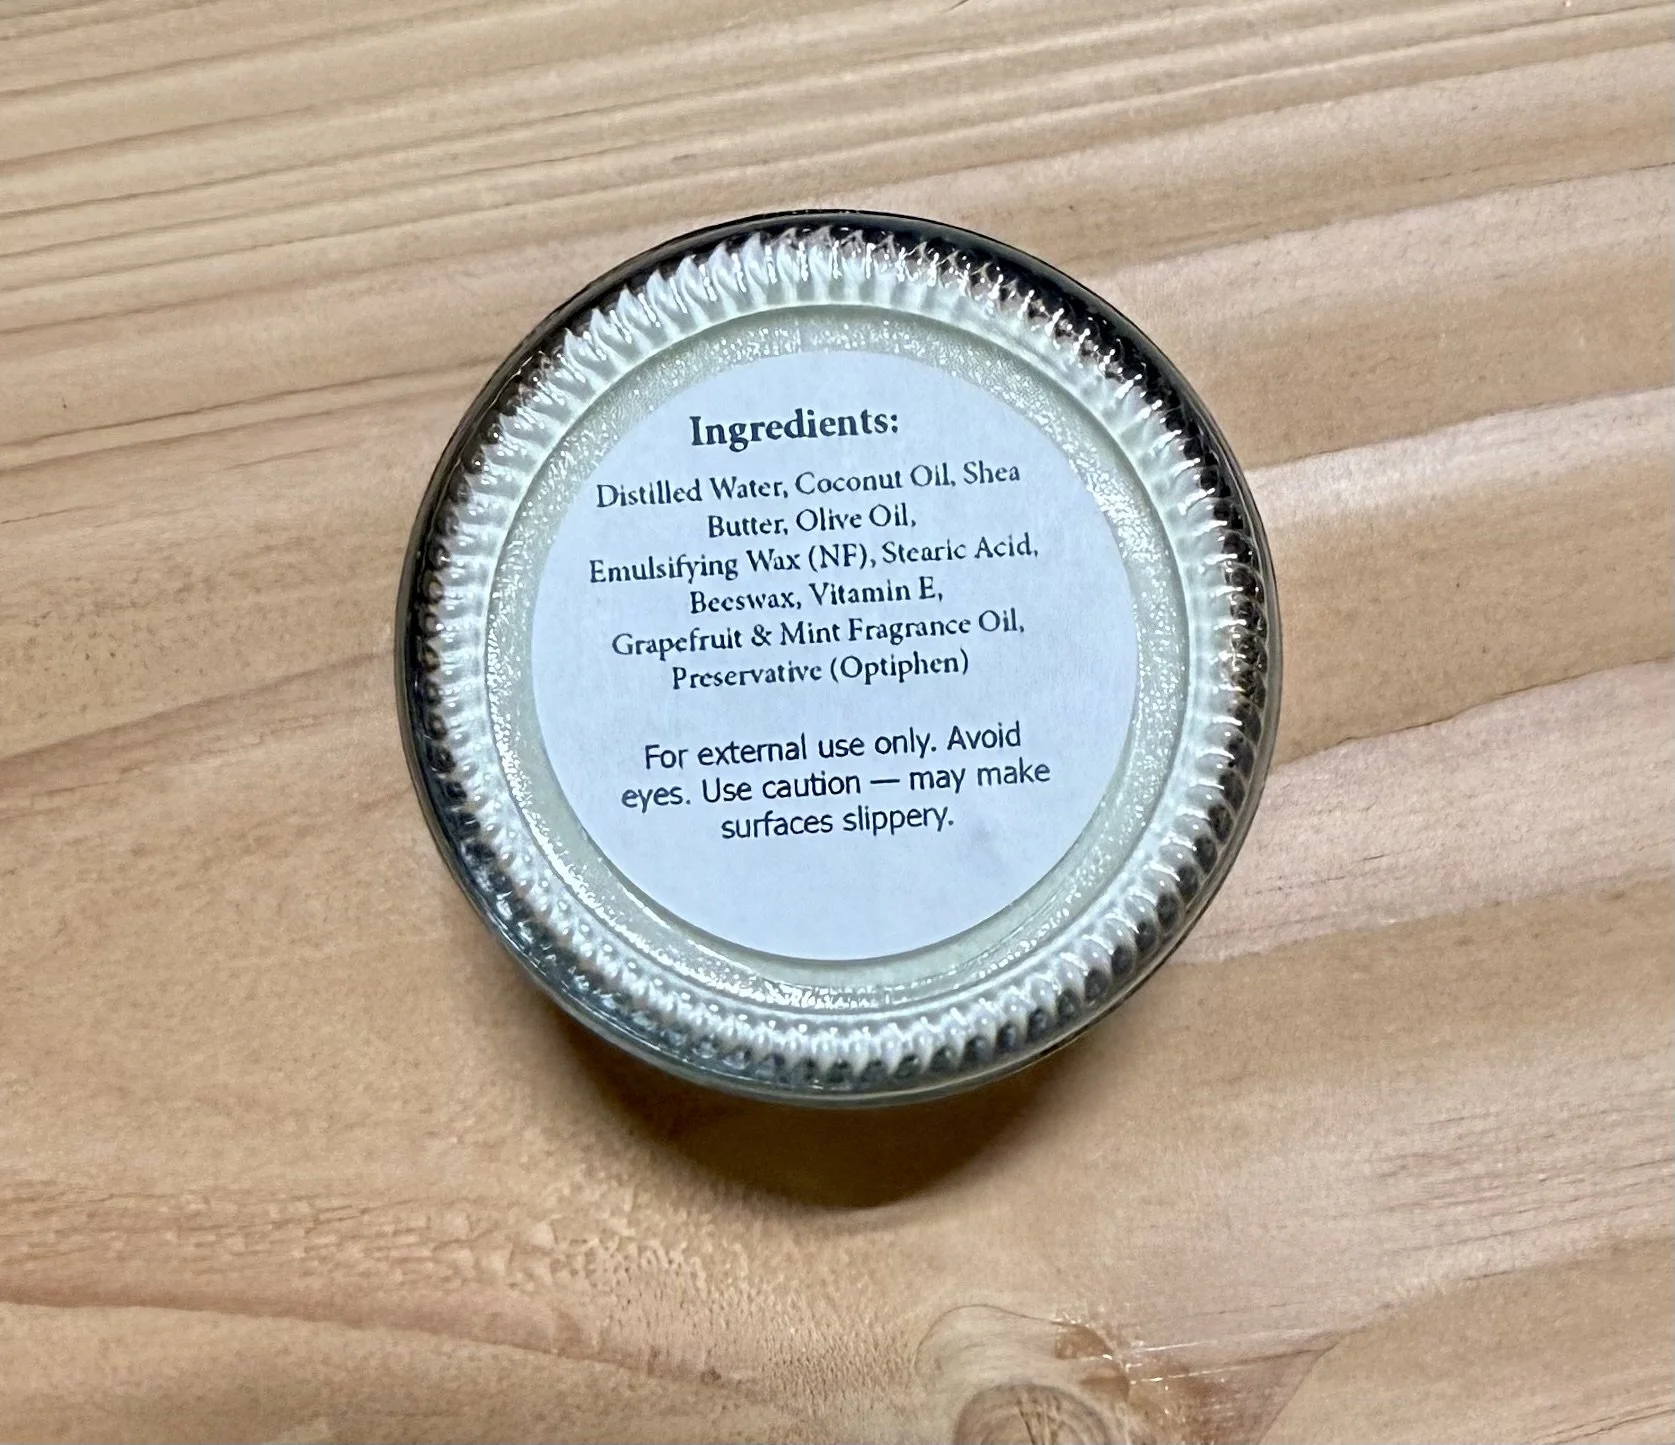 Ingredients:
Distilled Water, Coconut Oil, Shea
Butter, Olive Oil,
Emulsifying Wax (NF), Stearic Acid,
Beeswax, Vitamin E,
Grapefruit & Mint Fragrance Oil,
Preservative (Optiphen)
For external use only. Avoid
eyes. Use caution — may make
surfaces slippery.